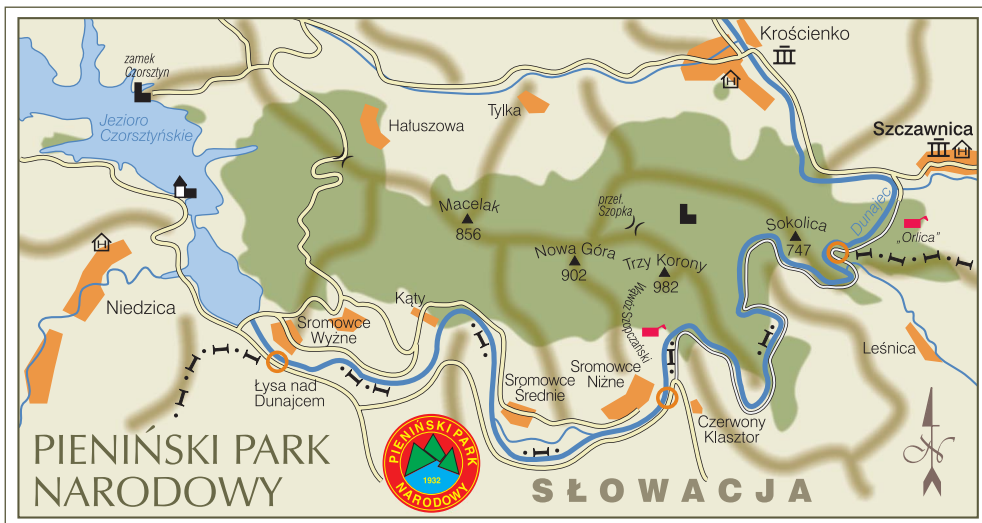 zamek
Czorsztyn
Jezioro
Czorsztyńskie
Hałuszowa
Tylka
Krościenko
Szczawnica
Dunajec
„Orlica”
Macelak
856
przeł.
Szopka
Nowa Góra
902
Trzy Korony
982
Sokolica
747
Wąwóz Szopczański
Niedzica
Kąty
Sromowce
Wyżne
Łysa nad
Dunajcem
Sromowce
Średnie
Sromowce
Niżne
Czerwony
Klasztor
Leśnica
PIENIŃSKI PARK
NARODOWY
PIENIŃSKI PARK
1932
NARODOWY
SŁOWACJA
N